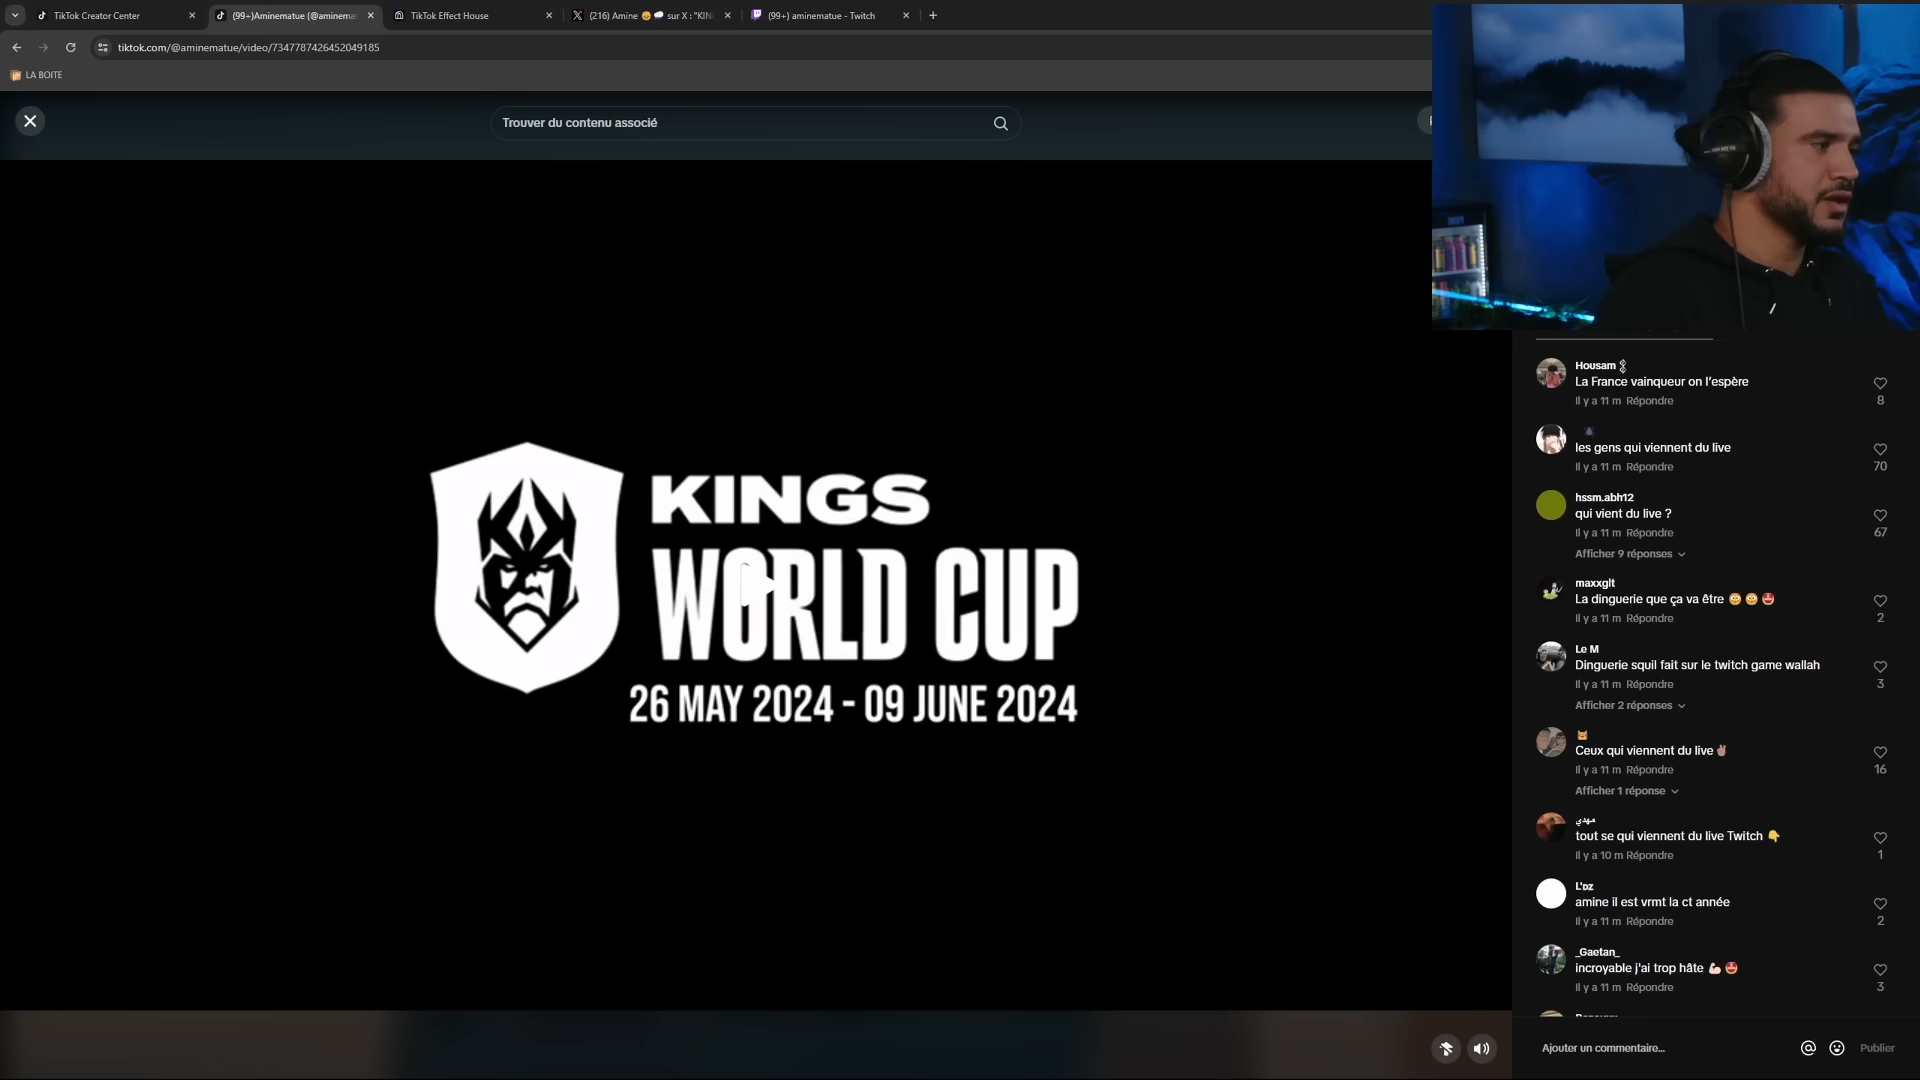 TikTok Creator Center
(99+)Aminematue (@aminema
TikTok Effect House
(216) Amine 😡☁️ sur X : "KIN
(99+) aminematue - Twitch
tiktok.com/@aminematue/video/7347787426452049185
LA BOITE
Trouver du contenu associé
KINGS
WORLD CUP
26 MAY 2024 - 09 JUNE 2024
Housam
La France vainqueur on l'espère
Il y a 11 m Répondre
8
les gens qui viennent du live
Il y a 11 m Répondre
70
hssm.abh12
qui vient du live ?
Il y a 11 m Répondre
67
Afficher 9 réponses
maxxglt
La dinguerie que ça va être 😳😳🤩
Il y a 11 m Répondre
2
Le M
Dinguerie squil fait sur le twitch game wallah
Il y a 11 m Répondre
3
Afficher 2 réponses
🐱
Ceux qui viennent du live✌🏽
Il y a 11 m Répondre
16
Afficher 1 réponse
مهدي
tout se qui viennent du live Twitch 👇
Il y a 10 m Répondre
1
L'ᴅᴢ
amine il est vrmt la ct année
Il y a 11 m Répondre
2
_Gaetan_
incroyable j'ai trop hâte 💪🏻🤩
Il y a 11 m Répondre
3
Ajouter un commentaire...
Publier